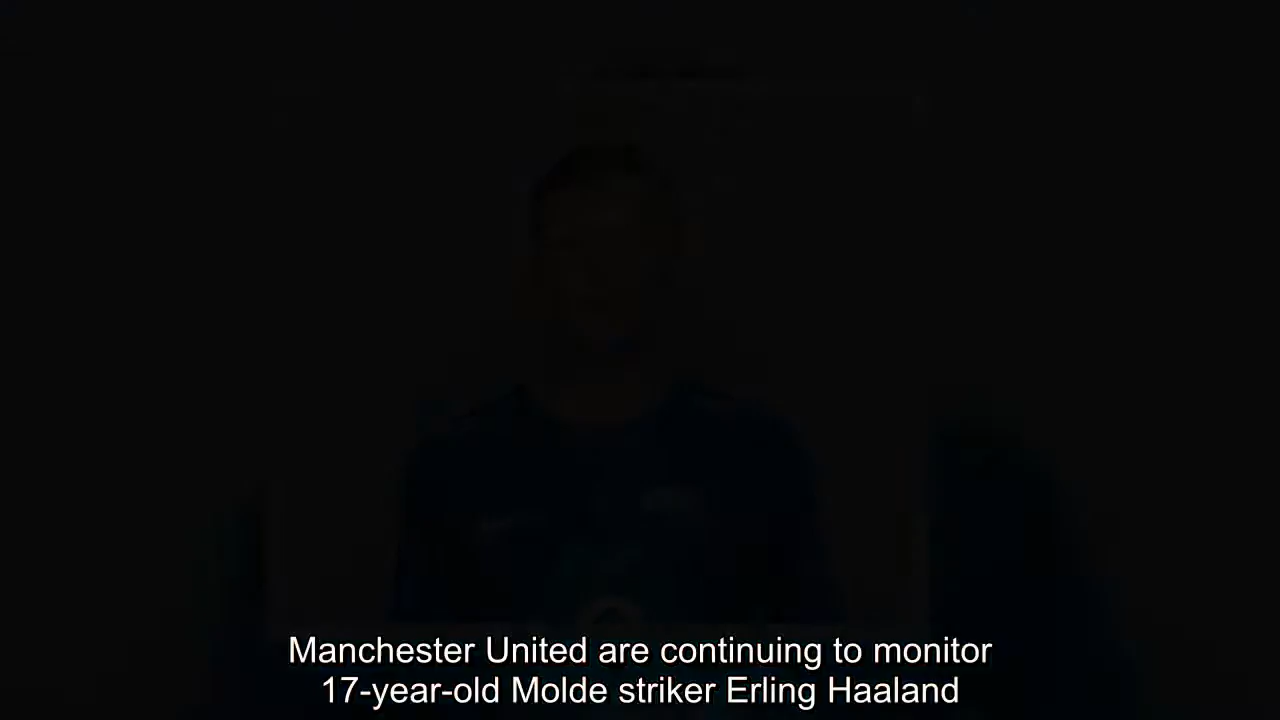 Manchester United are continuing to monitor
17-year-old Molde striker Erling Haaland